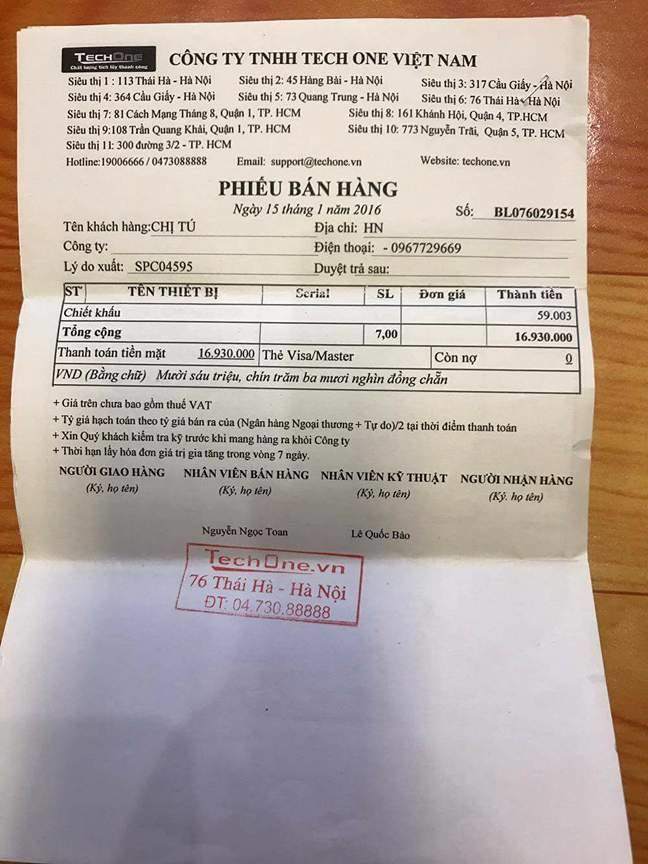 TECHONE
Chất lượng tích lũy thành công
CÔNG TY TNHH TECH ONE VIỆT NAM
Siêu thị 1 : 113 Thái Hà - Hà Nội Siêu thị 2: 45 Hàng Bài - Hà Nội Siêu thị 3: 317 Cầu Giấy - Hà Nội
Siêu thị 4: 364 Cầu Giấy - Hà Nội Siêu thị 5: 73 Quang Trung - Hà Nội Siêu thị 6: 76 Thái Hà - Hà Nội
Siêu thị 7: 81 Cách Mạng Tháng 8, Quận 1, TP. HCM Siêu thị 8: 161 Khánh Hội, Quận 4, TP.HCM
Siêu thị 9:108 Trần Quang Khải, Quận 1, TP. HCM Siêu thị 10: 773 Nguyễn Trãi, Quận 5, TP. HCM
Siêu thị 11: 300 đường 3/2 - TP. HCM
Hotline:19006666 / 0473088888 Email: support@techone.vn Website: techone.vn
PHIẾU BÁN HÀNG
Ngày 15 tháng 1 năm 2016 Số: BL076029154
Tên khách hàng:CHỊ TÚ Địa chỉ: HN
Công ty: Điện thoại: - 0967729669
Lý do xuất: SPC04595 Duyệt trả sau:
ST TÊN THIẾT BỊ Serial SL Đơn giá Thành tiền
Chiết khấu 59.003
Tổng cộng 7,00 16.930.000
Thanh toán tiền mặt 16.930.000 Thẻ Visa/Master Còn nợ 0
VND (Bằng chữ) Mười sáu triệu, chín trăm ba mươi nghìn đồng chẵn
+ Giá trên chưa bao gồm thuế VAT
+ Tỷ giá hạch toán theo tỷ giá bán ra của (Ngân hàng Ngoại thương + Tự do)/2 tại thời điểm thanh toán
+ Xin Quý khách kiểm tra kỹ trước khi mang hàng ra khỏi Công ty
+ Thời hạn lấy hóa đơn giá trị gia tăng trong vòng 7 ngày.
NGƯỜI GIAO HÀNG NHÂN VIÊN BÁN HÀNG NHÂN VIÊN KỸ THUẬT NGƯỜI NHẬN HÀNG
(Ký, họ tên) (Ký, họ tên) (Ký, họ tên) (Ký. họ tên)
Nguyễn Ngọc Toan Lê Quốc Bảo
TechOne.vn
76 Thái Hà - Hà Nội
ĐT: 04.730.88888